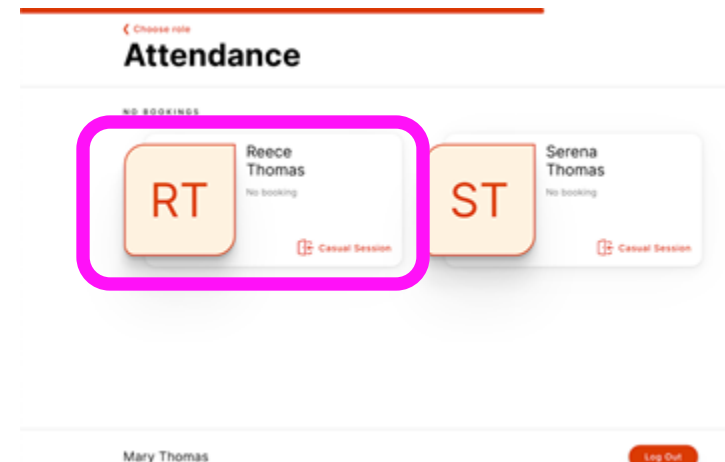 Choose role
Attendance
NO BOOKINGS
RT
Reece
Thomas
No booking
Casual Session
ST
Serena
Thomas
No booking
Casual Session
Mary Thomas
Log Out